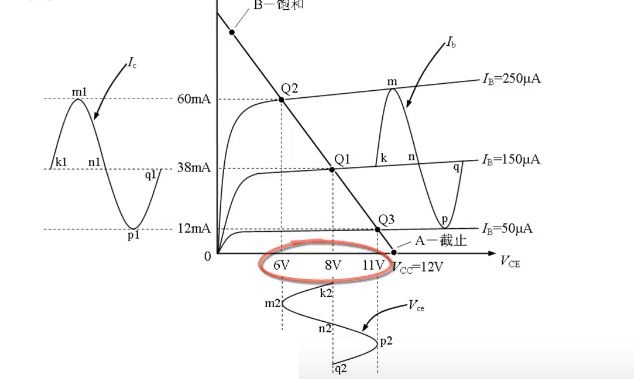 B—饱和
Ic
Ib
m1
Q2
m
IB=250μA
60mA
k1
n1
q1
38mA
Q1
k
n
q
IB=150μA
12mA
Q3
p
IB=50μA
p1
A—截止
0
6V
8V
11V
VCC=12V
VCE
k2
m2
Vce
n2
p2
q2